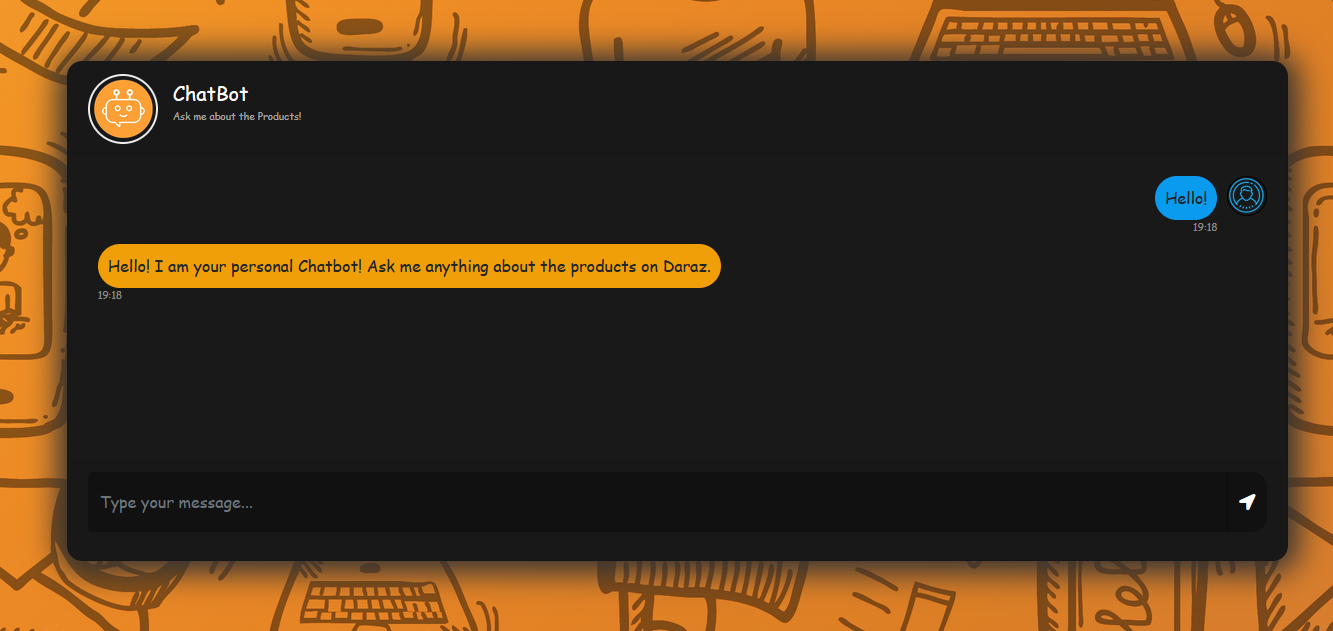 ChatBot
Ask me about the Products!
Hello!
19:18
Hello! I am your personal Chatbot! Ask me anything about the products on Daraz.
19:18
Type your message...